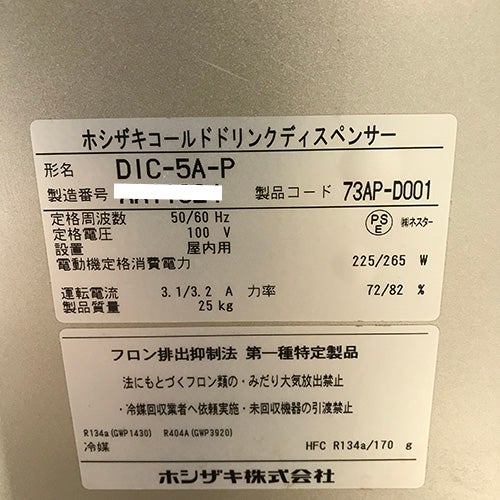 ホシザキコールドドリンクディスペンサー
形名 DIC-5A-P
製造番号 製品コード 73AP-D001
定格周波数 50/60 Hz
定格電圧 100 V
PSE ㈱ネスター
設置 屋内用
電動機定格消費電力 225/265 W
運転電流 3.1/3.2 A 力率 72/82 %
製品質量 25 kg
フロン排出抑制法 第一種特定製品
法にもとづくフロン類の・みだり大気放出禁止
・冷媒回収業者へ依頼実施・未回収機器の引渡禁止
R134a(GWP1430) R404A(GWP3920)
冷媒 HFC R134a/170 g
ホシザキ株式会社